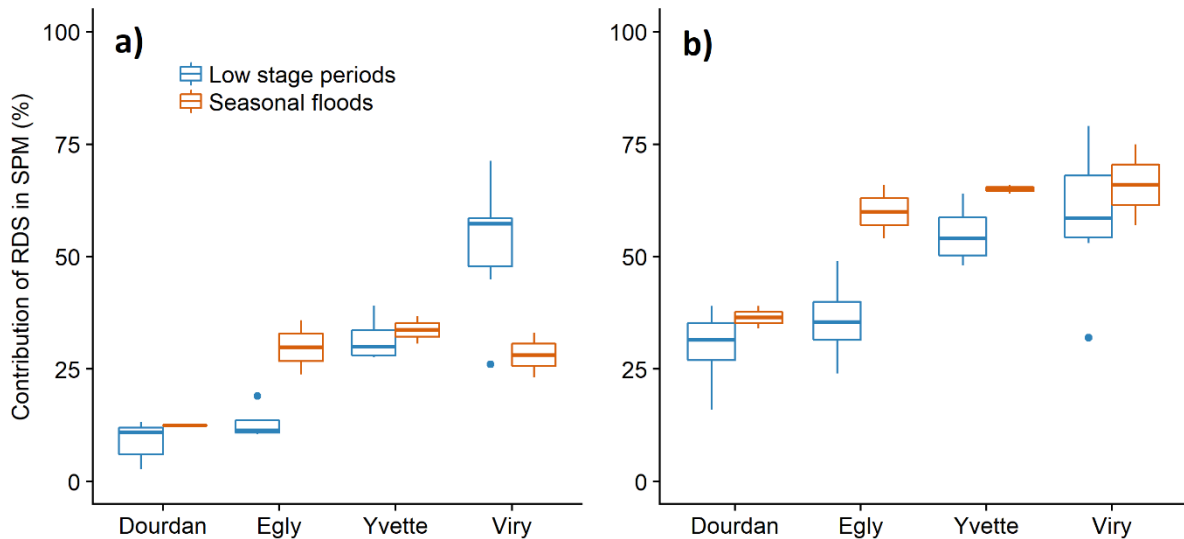 a)
Low stage periods
Seasonal floods
Contribution of RDS in SPM (%)
100
75
50
25
0
Dourdan Egly Yvette Viry
b)
100
75
50
25
0
Dourdan Egly Yvette Viry